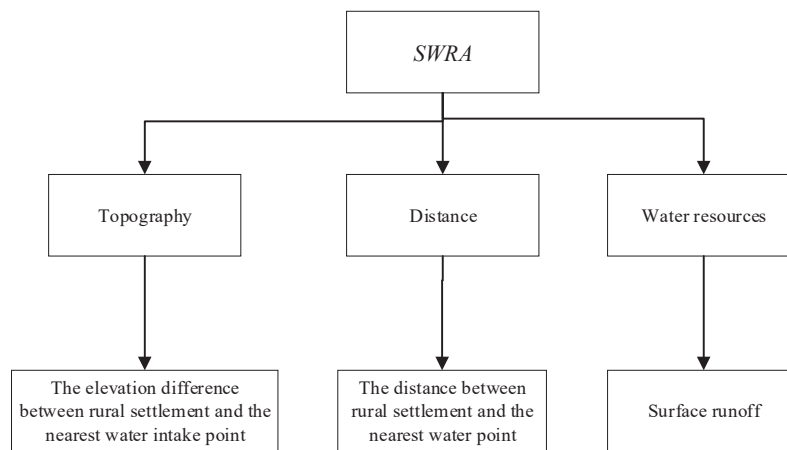 SWRA
Topography
Distance
Water resources
The elevation difference
between rural settlement and the
nearest water intake point
The distance between
rural settlement and the
nearest water point
Surface runoff